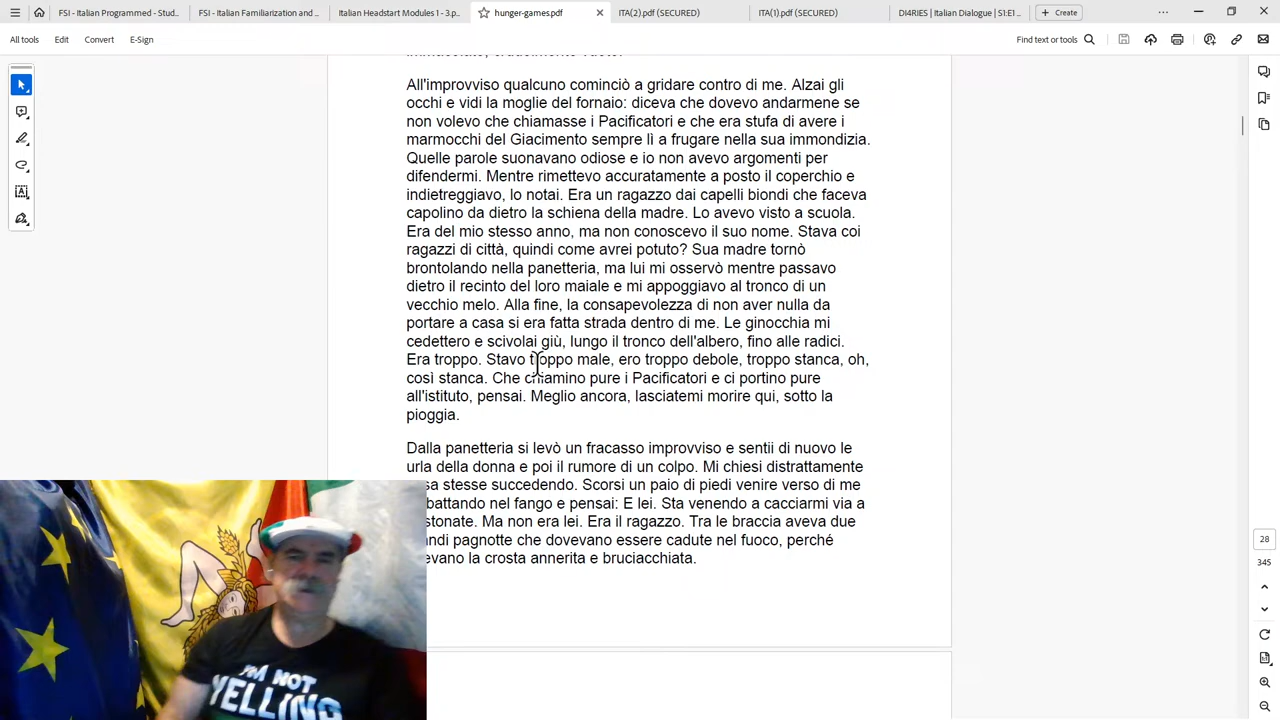 FSI - Italian Programmed - Stud...
FSI - Italian Familiarization and ...
Italian Headstart Modules 1 - 3.p...
hunger-games.pdf
ITA(2).pdf (SECURED)
ITA(1).pdf (SECURED)
DI4RIES | Italian Dialogue | S1:E1 ...
Create
All tools
Edit
Convert
E-Sign
Find text or tools
All'improvviso qualcuno cominciò a gridare contro di me. Alzai gli
occhi e vidi la moglie del fornaio: diceva che dovevo andarmene se
non volevo che chiamasse i Pacificatori e che era stufa di avere i
marmocchi del Giacimento sempre lì a frugare nella sua immondizia.
Quelle parole suonavano odiose e io non avevo argomenti per
difendermi. Mentre rimettevo accuratamente a posto il coperchio e
indietreggiavo, lo notai. Era un ragazzo dai capelli biondi che faceva
capolino da dietro la schiena della madre. Lo avevo visto a scuola.
Era del mio stesso anno, ma non conoscevo il suo nome. Stava coi
ragazzi di città, quindi come avrei potuto? Sua madre tornò
brontolando nella panetteria, ma lui mi osservò mentre passavo
dietro il recinto del loro maiale e mi appoggiavo al tronco di un
vecchio melo. Alla fine, la consapevolezza di non aver nulla da
portare a casa si era fatta strada dentro di me. Le ginocchia mi
cedettero e scivolai giù, lungo il tronco dell'albero, fino alle radici.
Era troppo. Stavo troppo male, ero troppo debole, troppo stanca, oh,
così stanca. Che chiamino pure i Pacificatori e ci portino pure
all'istituto, pensai. Meglio ancora, lasciatemi morire qui, sotto la
pioggia.
Dalla panetteria si levò un fracasso improvviso e sentii di nuovo le
urla della donna e poi il rumore di un colpo. Mi chiesi distrattamente
sa stesse succedendo. Scorsi un paio di piedi venire verso di me
battando nel fango e pensai: E lei. Sta venendo a cacciarmi via a
stonate. Ma non era lei. Era il ragazzo. Tra le braccia aveva due
ndi pagnotte che dovevano essere cadute nel fuoco, perché
evano la crosta annerita e bruciacchiata.
28
345
I'M NOT
YELLING